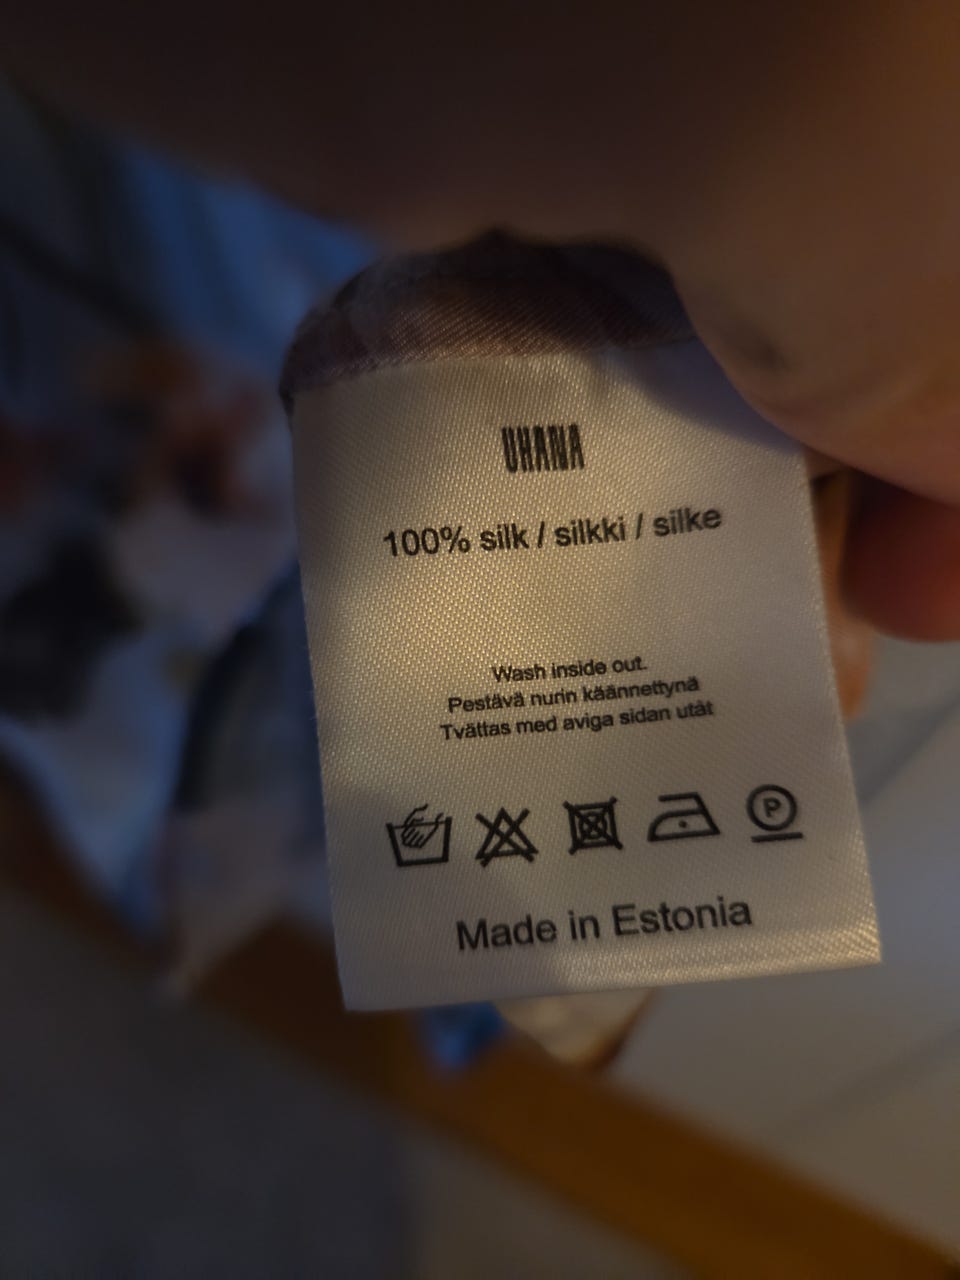 UHANA
100% silk / silkki / silke
Wash inside out.
Pestävä nurin käännettynä
Tvättas med aviga sidan utåt
P
Made in Estonia